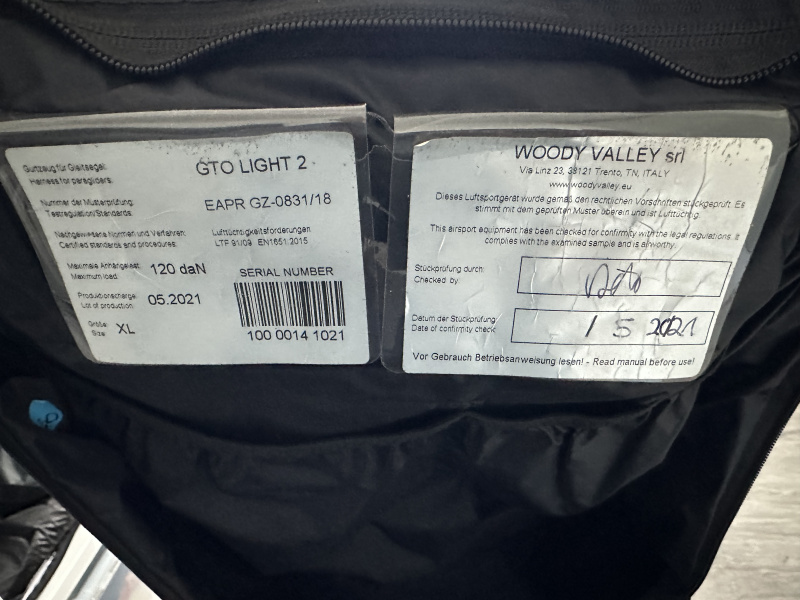 Gurtzeug für Gleitsegel
Harness for paragliders.
GTO LIGHT 2
Nummer der Musterprüfung
Testregulation/Standards:
EAPR GZ-0831/18
Nachgewiesene Normen und Verfahren:
Certified standards and procedures:
Lufttüchtigkeitsforderungen
LTF 91/09 EN1651:2015
Maximale Anhängelast
Maximum load:
120 daN
Produktionscharge:
Lot of production:
05.2021
Größe:
Size:
XL
SERIAL NUMBER
100 0014 1021
WOODY VALLEY srl
Via Linz 23, 38121 Trento, TN, ITALY
www.woodyvalley.eu
Dieses Luftsportgerät wurde gemäß den rechtlichen Vorschriften stückgeprüft. Es
stimmt mit dem geprüften Muster überein und ist Lufttüchtig.
This airsport equipment has been checked for conformity with the legal regulations. It
complies with the examined sample and is airworthy.
Stückprüfung durch:
Checked by:
Datum der Stückprüfung:
Date of confirmity check:
1 5 2021
Vor Gebrauch Betriebsanweisung lesen! - Read manual before use!